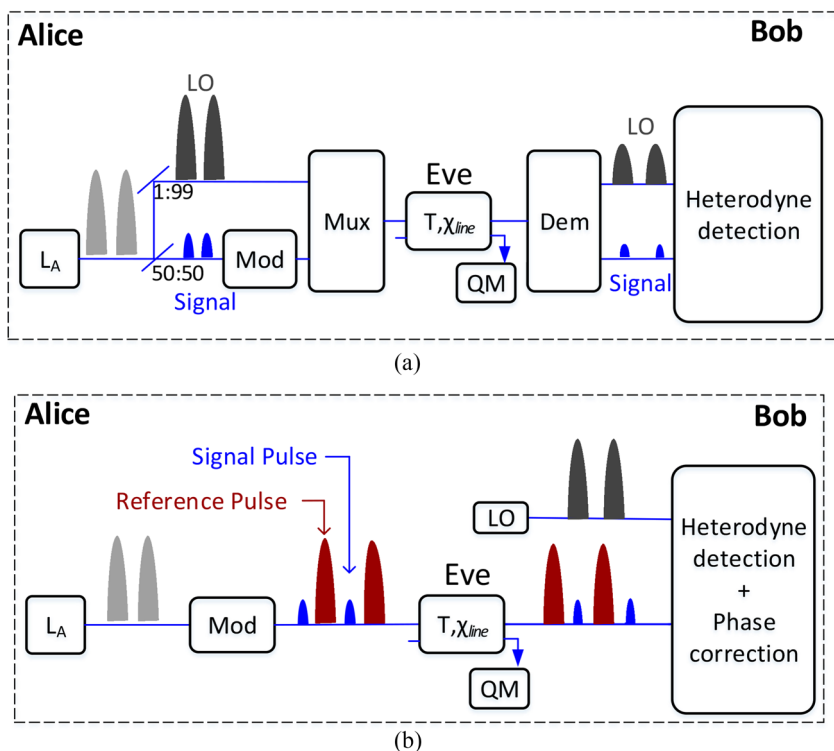 Alice
Bob
LO
LO
1:99
Eve
Mux
T,χline
Dem
Heterodyne
detection
LA
50:50
Mod
QM
Signal
Signal
(a)
Alice
Bob
Signal Pulse
Reference Pulse
LO
Eve
Heterodyne
detection
+
Phase
correction
LA
Mod
T,χline
QM
(b)